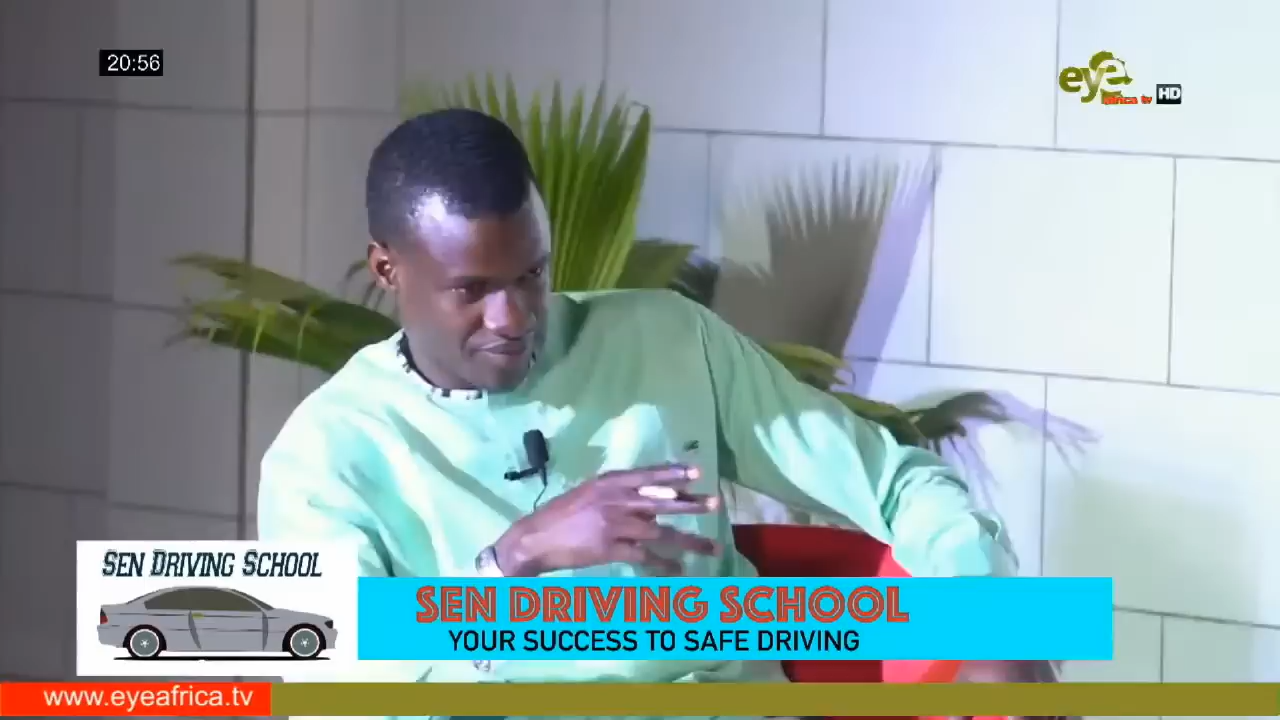 20:56
eye
africa tv HD
SEN DRIVING SCHOOL
SEN DRIVING SCHOOL
YOUR SUCCESS TO SAFE DRIVING
www.eyeafrica.tv